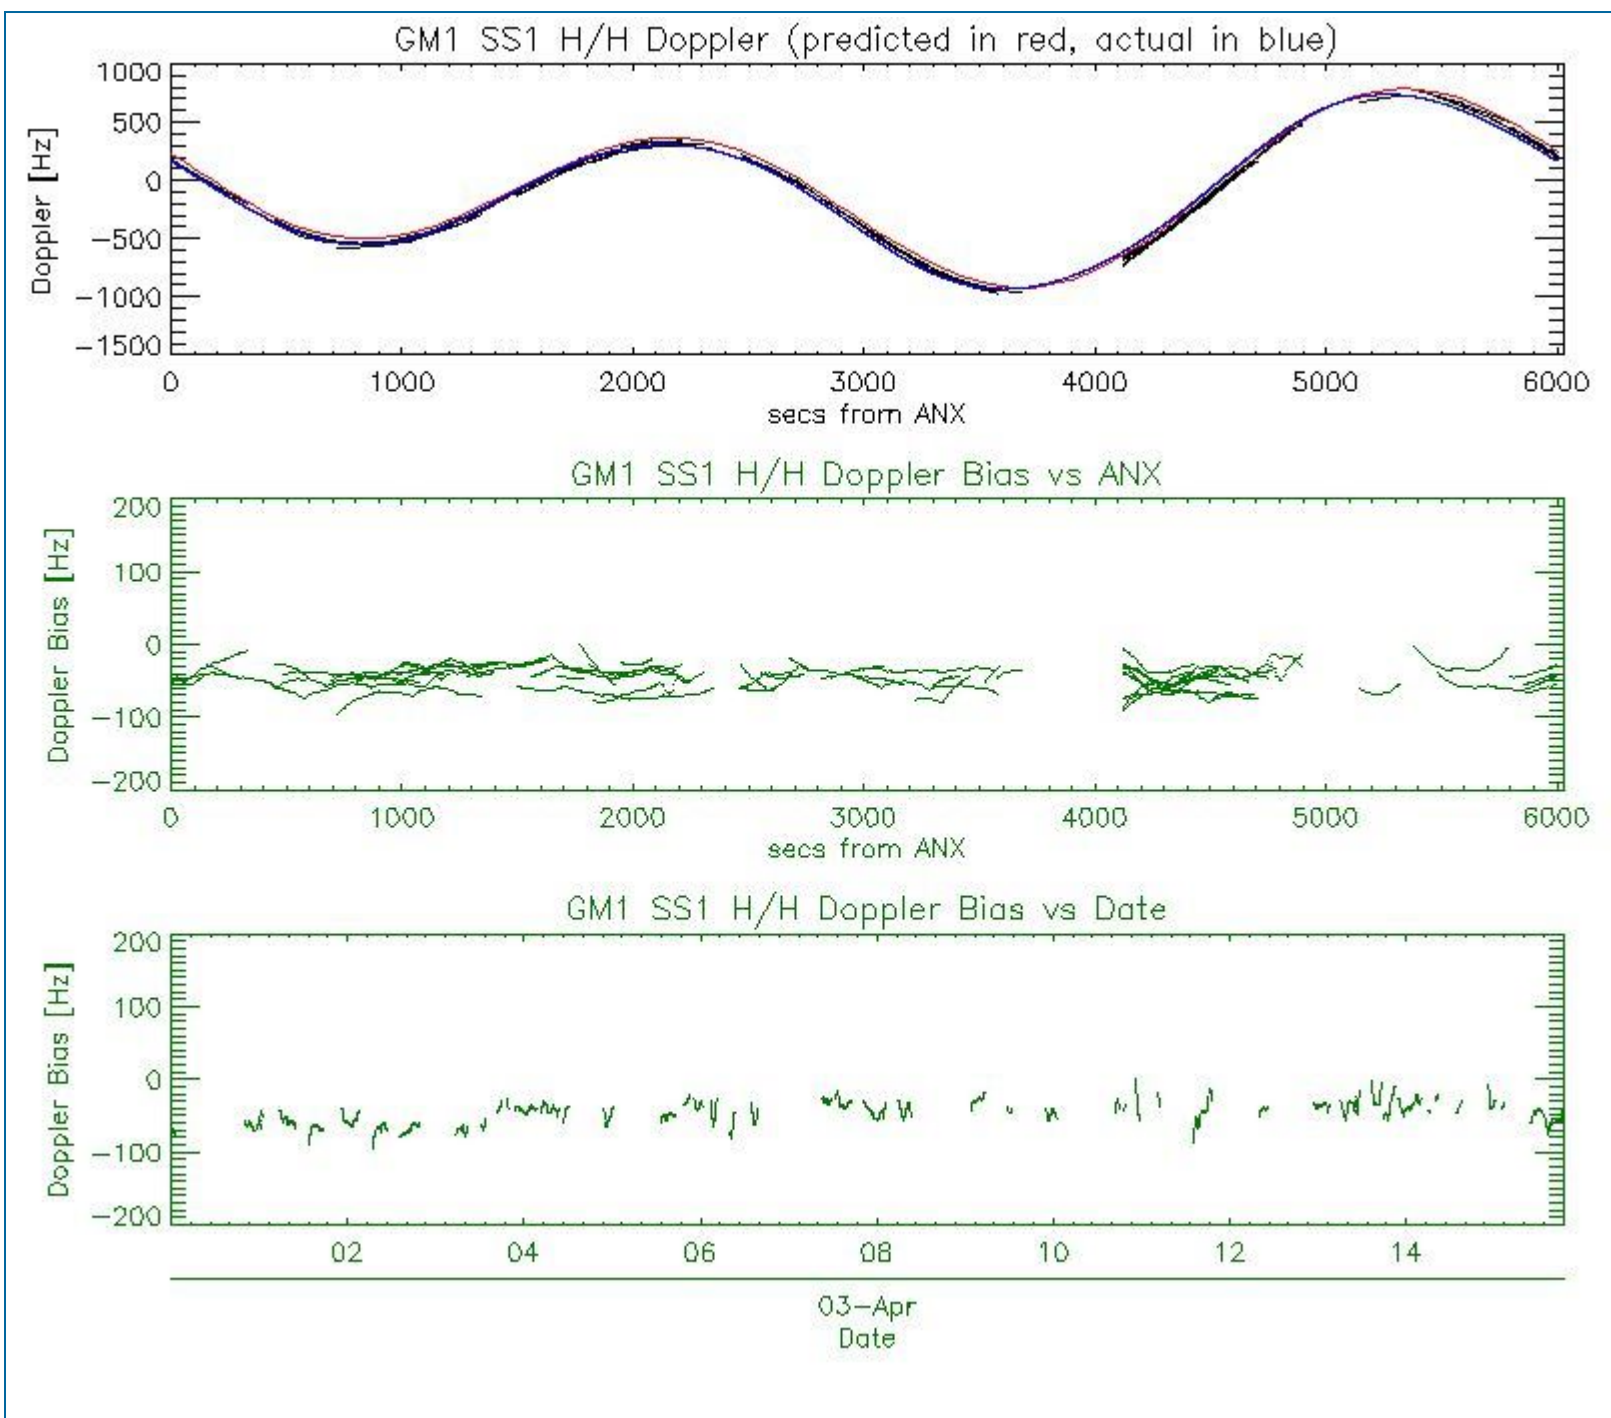 GM1 SS1 H/H Doppler (predicted in red, actual in blue)
1000
500
0
-500
-1000
-1500
Doppler [Hz]
0 1000 2000 3000 4000 5000 6000
secs from ANX
GM1 SS1 H/H Doppler Bias vs ANX
200
100
0
-100
-200
Doppler Bias [Hz]
0 1000 2000 3000 4000 5000 6000
secs from ANX
GM1 SS1 H/H Doppler Bias vs Date
200
100
0
-100
-200
Doppler Bias [Hz]
02 04 06 08 10 12 14
03-Apr
Date